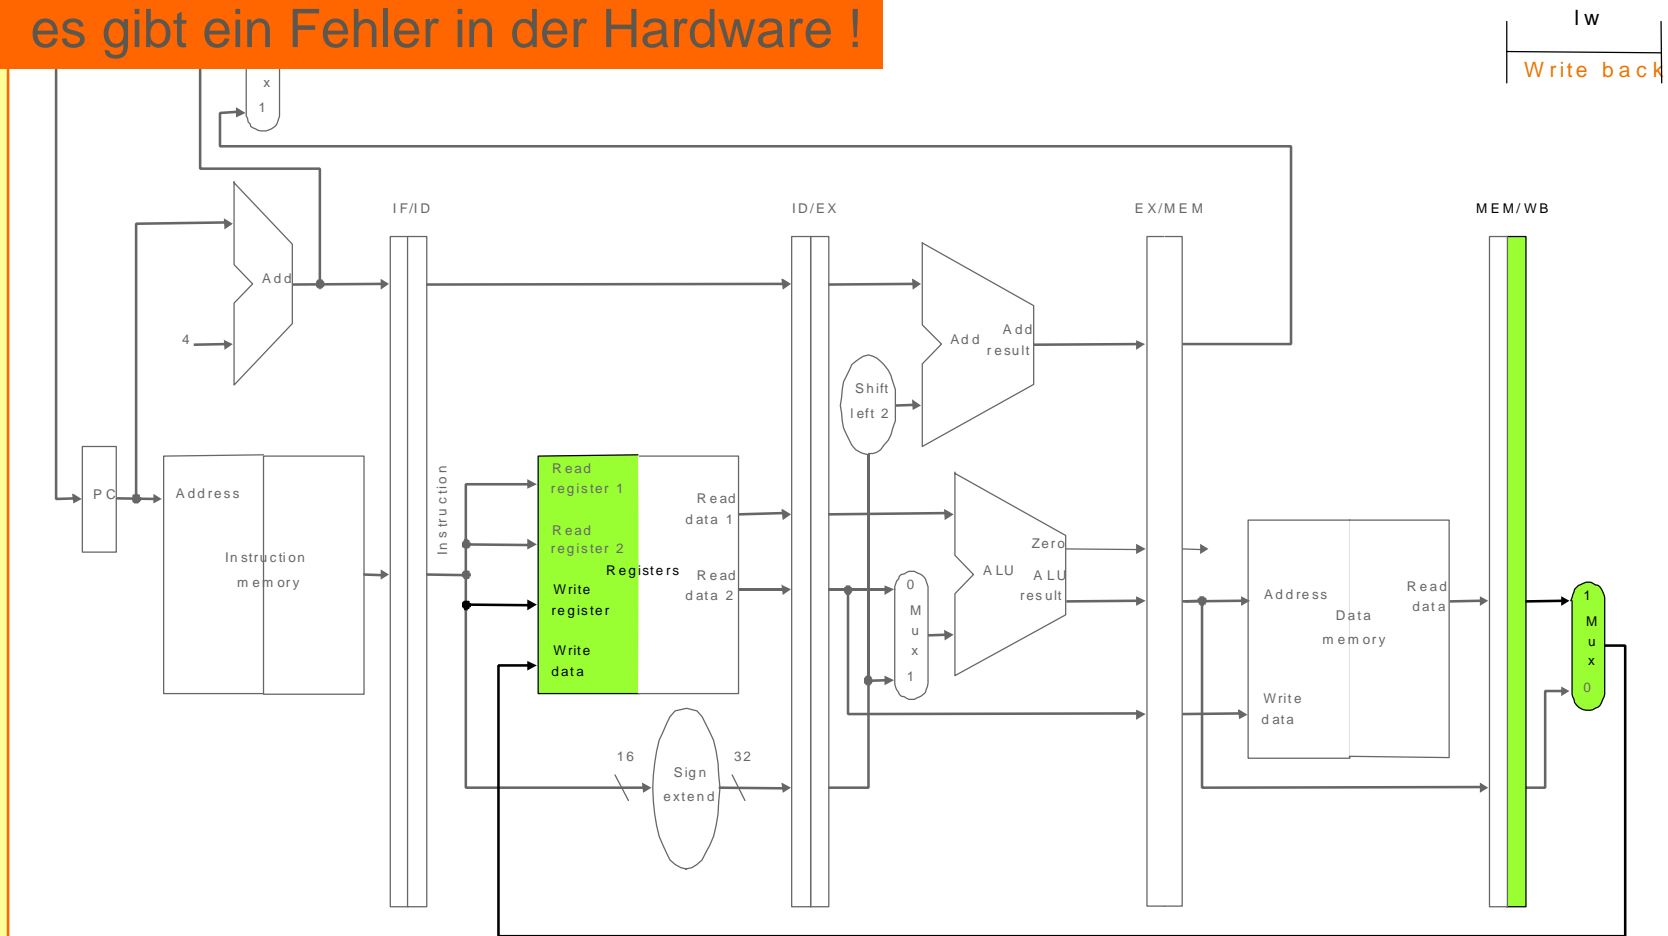 es gibt ein Fehler in der Hardware !
lw
Write back
x
1
IF/ID
ID/EX
EX/MEM
MEM/WB
Add
4
Add
Add
result
Shift
left 2
PC
Address
Instruction
memory
Instruction
Read
register 1
Read
register 2
Registers
Write
register
Write
data
Read
data 1
Read
data 2
0
M
u
x
1
Zero
ALU
ALU
result
Address
Data
memory
Read
data
Write
data
1
M
u
x
0
16
Sign
extend
32